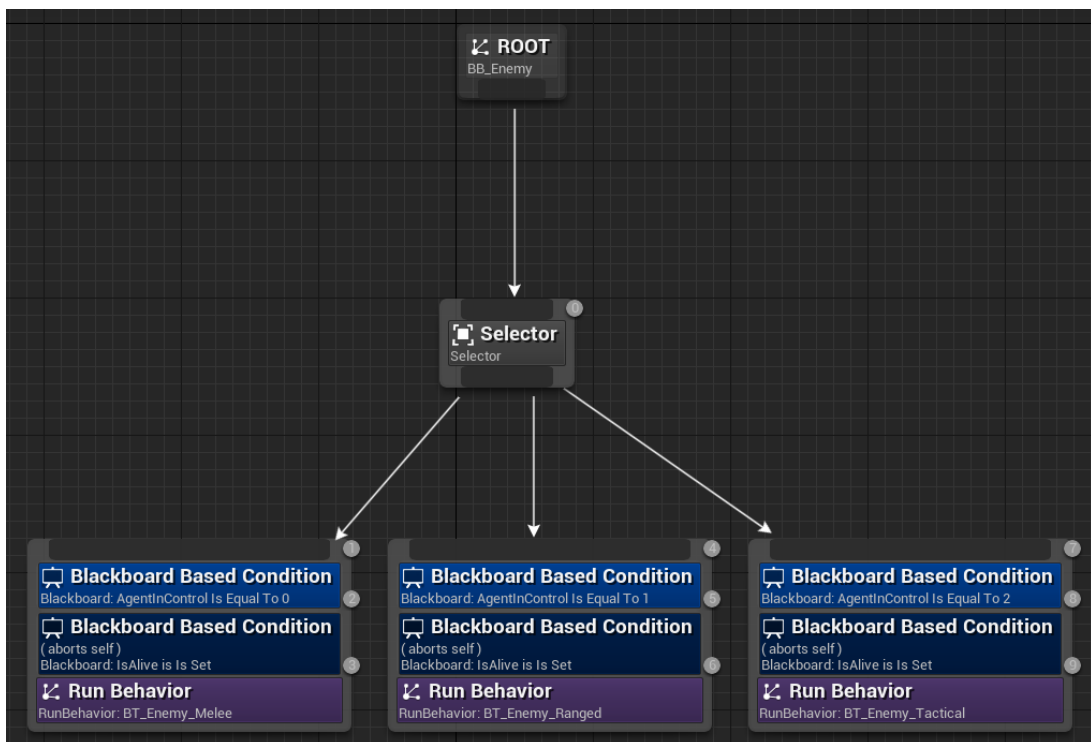 ROOT
BB_Enemy
0
Selector
Selector
1
Blackboard Based Condition
Blackboard: AgentInControl Is Equal To 0
2
Blackboard Based Condition
( aborts self )
Blackboard: IsAlive is Is Set
3
Run Behavior
RunBehavior: BT_Enemy_Melee
4
Blackboard Based Condition
Blackboard: AgentInControl Is Equal To 1
5
Blackboard Based Condition
( aborts self )
Blackboard: IsAlive is Is Set
6
Run Behavior
RunBehavior: BT_Enemy_Ranged
7
Blackboard Based Condition
Blackboard: AgentInControl Is Equal To 2
8
Blackboard Based Condition
( aborts self )
Blackboard: IsAlive is Is Set
9
Run Behavior
RunBehavior: BT_Enemy_Tactical